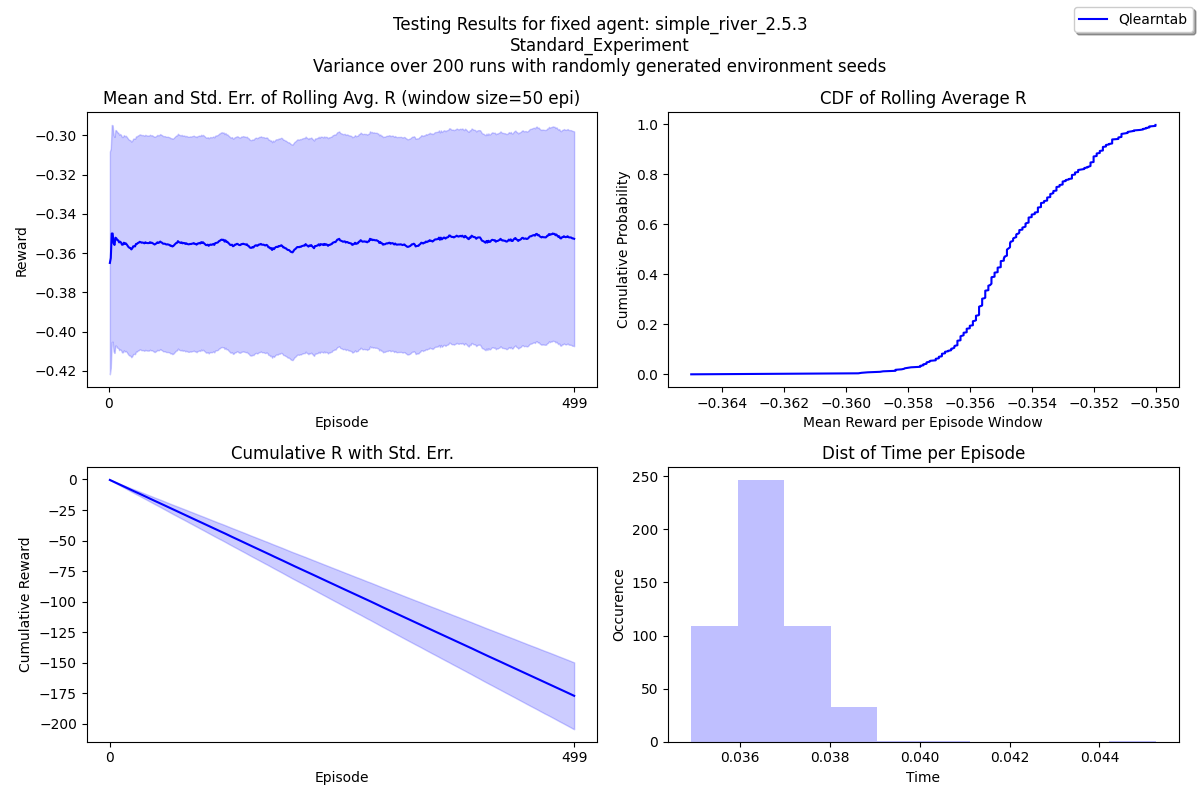 Testing Results for fixed agent: simple_river_2.5.3
Standard_Experiment
Variance over 200 runs with randomly generated environment seeds
Qlearntab
Mean and Std. Err. of Rolling Avg. R (window size=50 epi)
Reward
−0.30
−0.32
−0.34
−0.36
−0.38
−0.40
−0.42
0
499
Episode
CDF of Rolling Average R
Cumulative Probability
1.0
0.8
0.6
0.4
0.2
0.0
−0.364
−0.362
−0.360
−0.358
−0.356
−0.354
−0.352
−0.350
Mean Reward per Episode Window
Cumulative R with Std. Err.
Cumulative Reward
0
−25
−50
−75
−100
−125
−150
−175
−200
0
499
Episode
Dist of Time per Episode
Occurence
250
200
150
100
50
0
0.036
0.038
0.040
0.042
0.044
Time